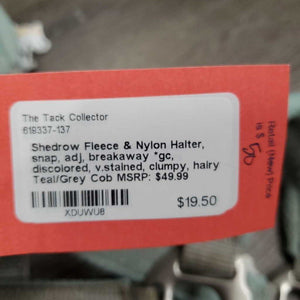 The Tack Collector
619337-137
Shedrow Fleece & Nylon Halter,
snap, adj, breakaway *gc,
discolored, v.stained, clumpy, hairy
Teal/Grey Cob MSRP: $49.99
XDUWU8
$19.50
Retail (New) Price
is $ 50